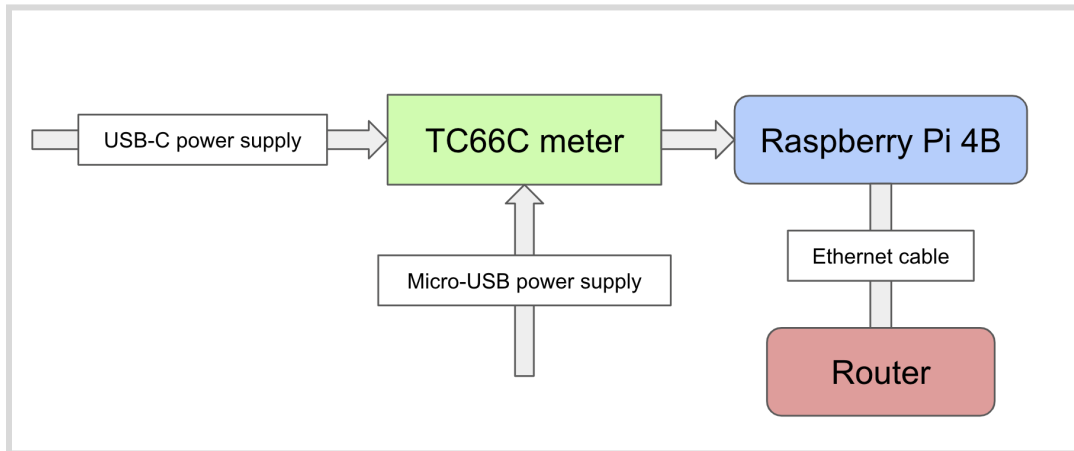 USB-C power supply
TC66C meter
Raspberry Pi 4B
Micro-USB power supply
Ethernet cable
Router